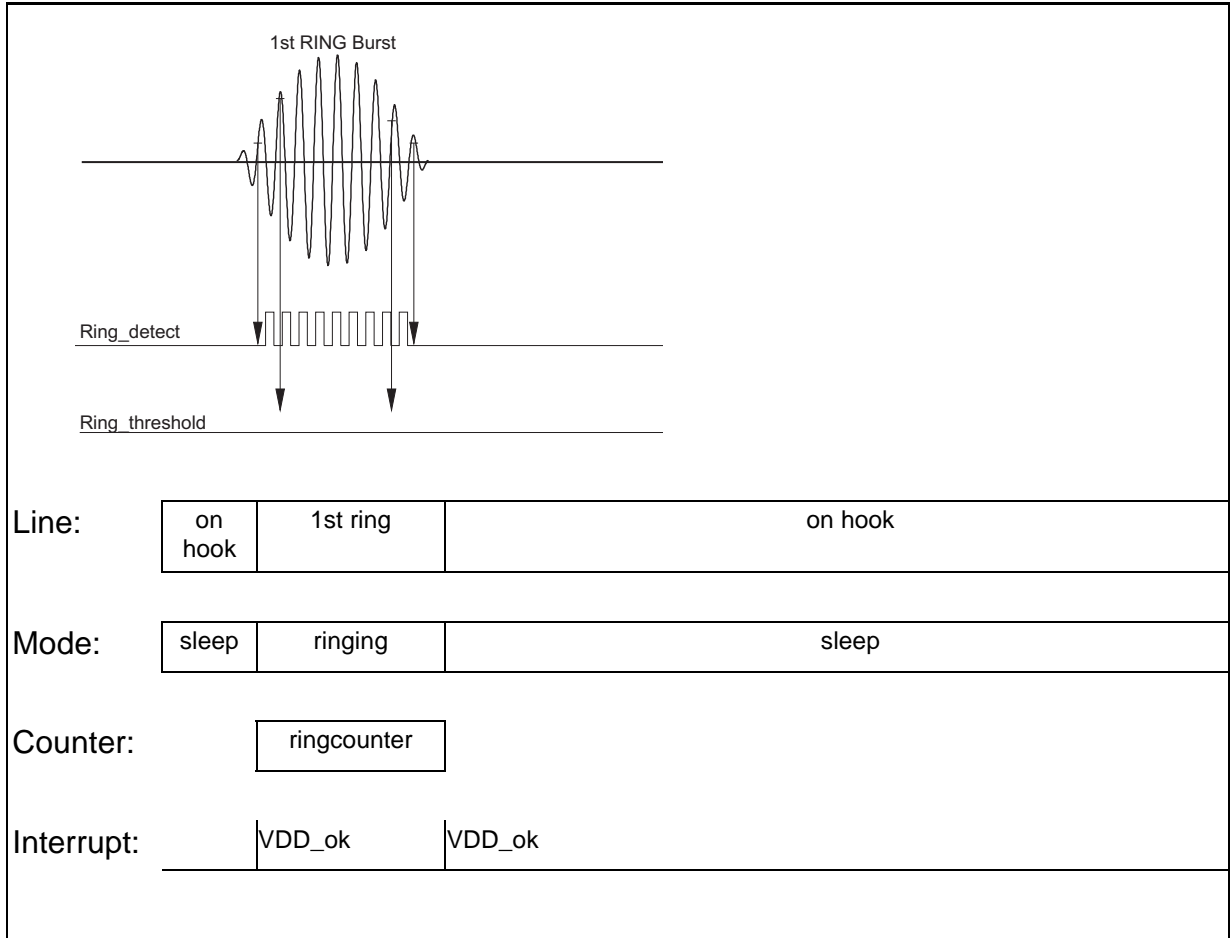 1st RING Burst
Ring_detect
Ring_threshold
Line: on hook 1st ring on hook
Mode: sleep ringing sleep
Counter: ringcounter
Interrupt: VDD_ok VDD_ok